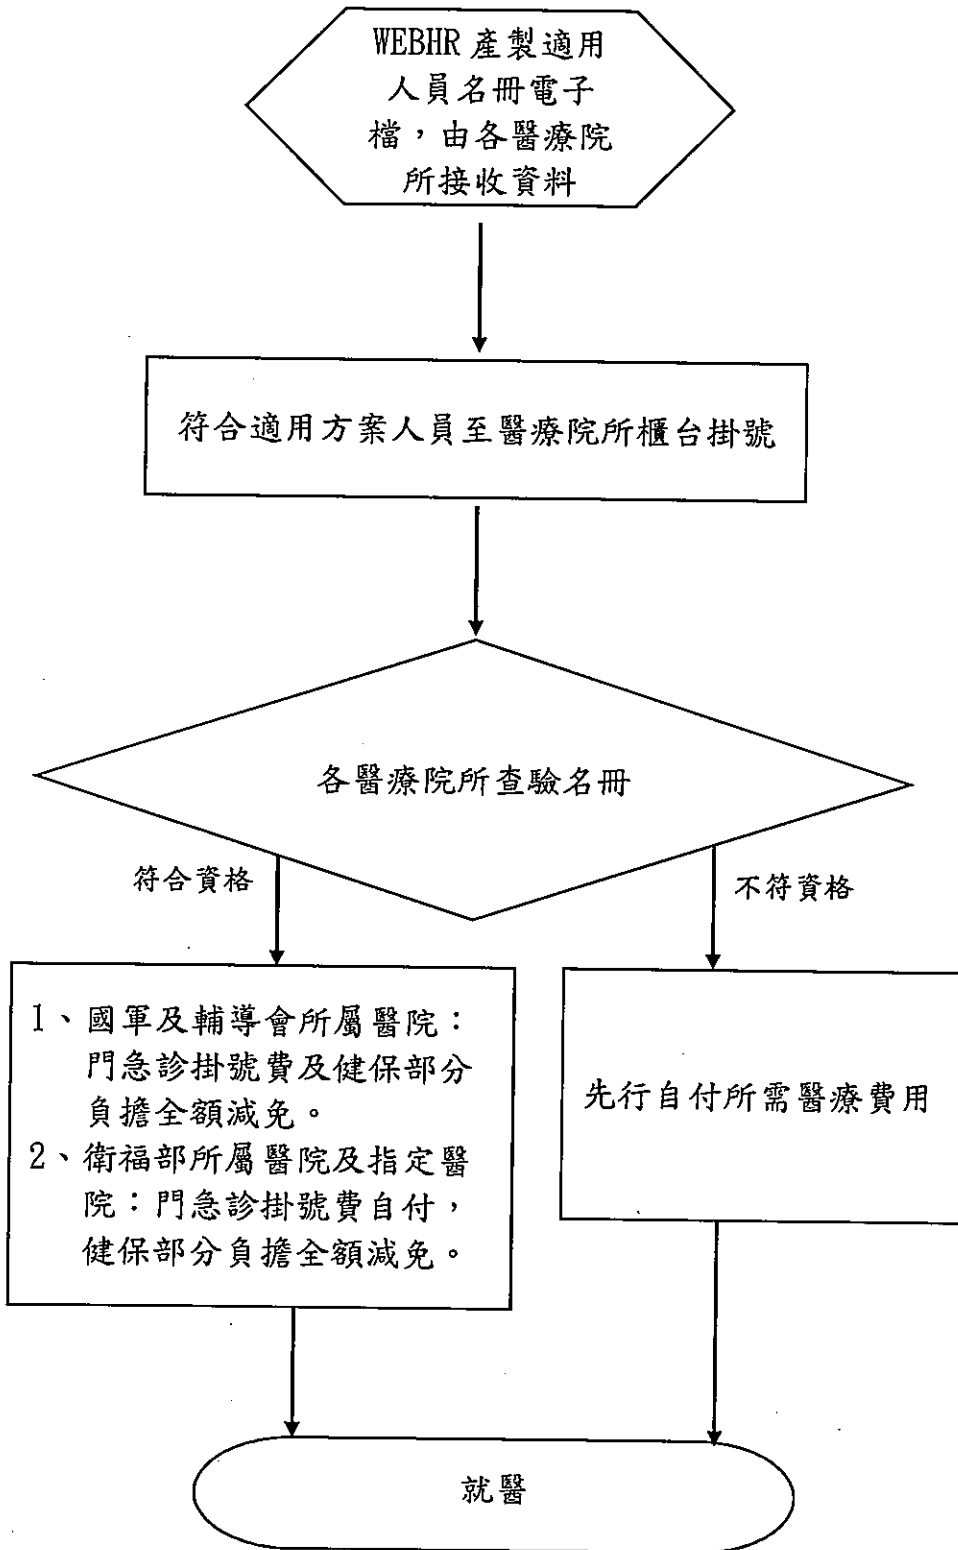 WEBHR 產製適用
人員名冊電子
檔，由各醫療院
所接收資料
符合適用方案人員至醫療院所櫃台掛號
各醫療院所查驗名冊
符合資格
不符資格
1、國軍及輔導會所屬醫院：
門急診掛號費及健保部分
負擔全額減免。
2、衛福部所屬醫院及指定醫
院：門急診掛號費自付，
健保部分負擔全額減免。
先行自付所需醫療費用
就醫